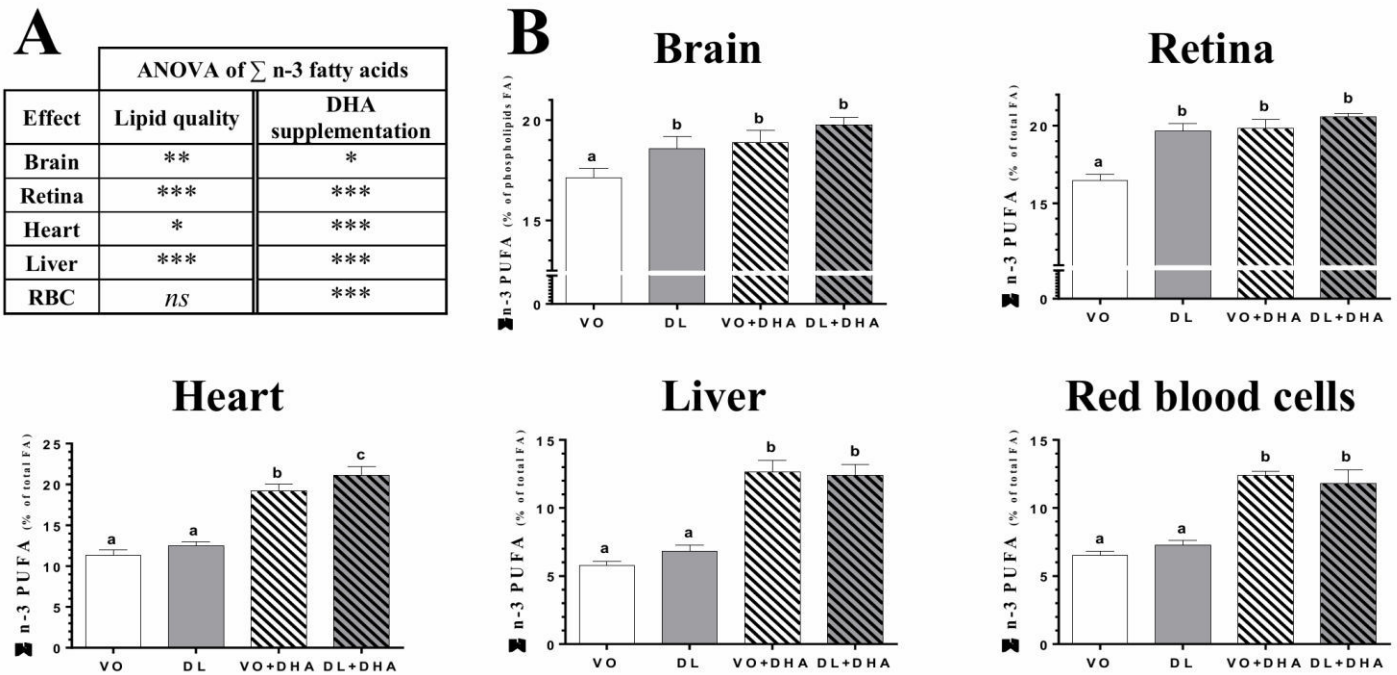 A
ANOVA of ∑ n-3 fatty acids
Effect Lipid quality DHA supplementation
Brain ** *
Retina *** ***
Heart * ***
Liver *** ***
RBC ns ***
B
Brain
Σ n-3 PUFA (% of phospholipids FA)
20
15
0
a b b b
VO DL VO+DHA DL+DHA
Retina
Σ n-3 PUFA (% of total FA)
20
15
0
a b b b
VO DL VO+DHA DL+DHA
Heart
Σ n-3 PUFA (% of total FA)
25
20
15
10
5
0
a a b c
VO DL VO+DHA DL+DHA
Liver
Σ n-3 PUFA (% of total FA)
15
10
5
0
a a b b
VO DL VO+DHA DL+DHA
Red blood cells
Σ n-3 PUFA (% of total FA)
15
10
5
0
a a b b
VO DL VO+DHA DL+DHA